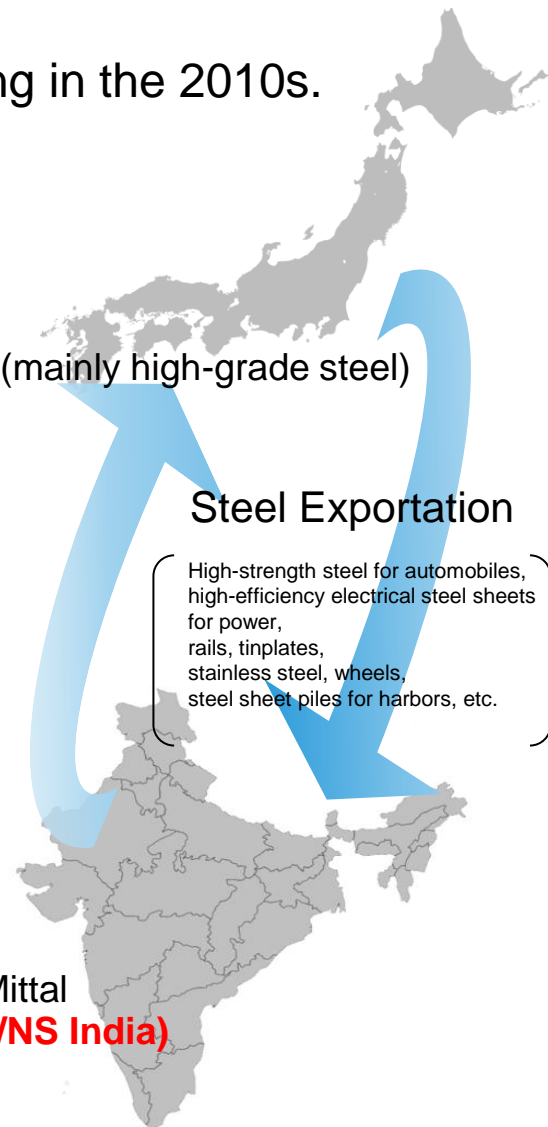 ng in the 2010s.
(mainly high-grade steel)
Steel Exportation
High-strength steel for automobiles,
high-efficiency electrical steel sheets
for power,
rails, tinplates,
stainless steel, wheels,
steel sheet piles for harbors, etc.
Mittal
/NS India)